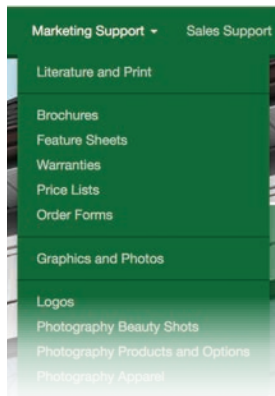 Marketing Support Sales Support
Literature and Print
Brochures
Feature Sheets
Warranties
Price Lists
Order Forms
Graphics and Photos
Logos
Photography Beauty Shots
Photography Products and Options
Photography Apparel